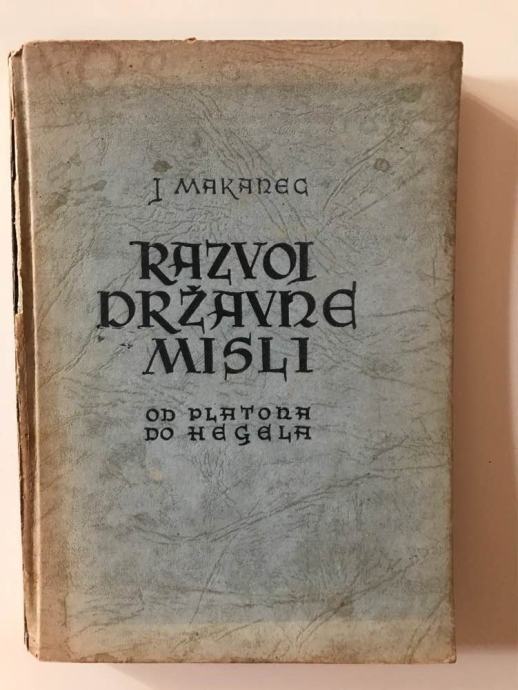 J MAKANEC
RAZVOJ
DRŽAVNE
MISLI
OD PLATONA
DO HEGELA